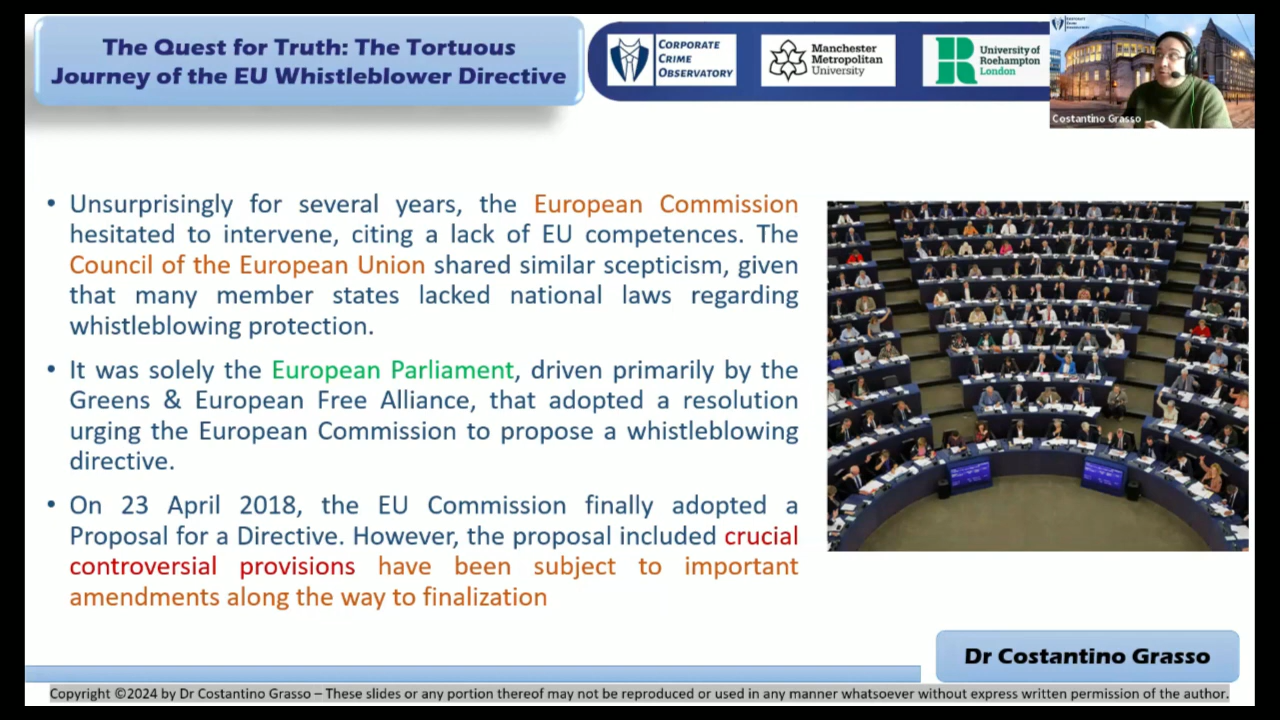 The Quest for Truth: The Tortuous
Journey of the EU Whistleblower Directive
CORPORATE
CRIME
OBSERVATORY
Manchester
Metropolitan
University
University of
Roehampton
London
Costantino Grasso
• Unsurprisingly for several years, the European Commission
hesitated to intervene, citing a lack of EU competences. The
Council of the European Union shared similar scepticism, given
that many member states lacked national laws regarding
whistleblowing protection.
• It was solely the European Parliament, driven primarily by the
Greens & European Free Alliance, that adopted a resolution
urging the European Commission to propose a whistleblowing
directive.
• On 23 April 2018, the EU Commission finally adopted a
Proposal for a Directive. However, the proposal included crucial
controversial provisions have been subject to important
amendments along the way to finalization
Dr Costantino Grasso
Copyright ©2024 by Dr Costantino Grasso – These slides or any portion thereof may not be reproduced or used in any manner whatsoever without express written permission of the author.